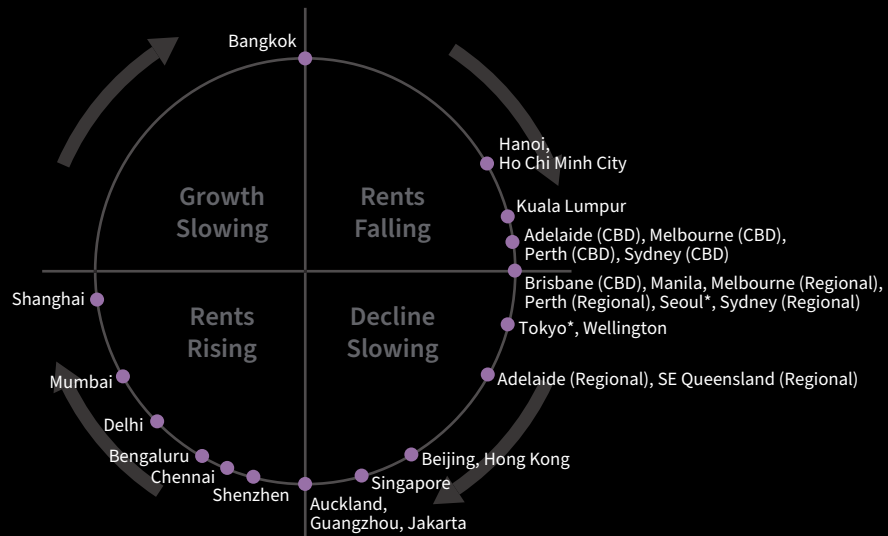 Bangkok
Hanoi,
Ho Chi Minh City
Growth
Slowing
Rents
Falling
Kuala Lumpur
Adelaide (CBD), Melbourne (CBD),
Perth (CBD), Sydney (CBD)
Brisbane (CBD), Manila, Melbourne (Regional),
Perth (Regional), Seoul*, Sydney (Regional)
Shanghai
Rents
Rising
Decline
Slowing
Tokyo*, Wellington
Mumbai
Adelaide (Regional), SE Queensland (Regional)
Delhi
Bengaluru
Beijing, Hong Kong
Chennai
Singapore
Shenzhen
Auckland,
Guangzhou, Jakarta